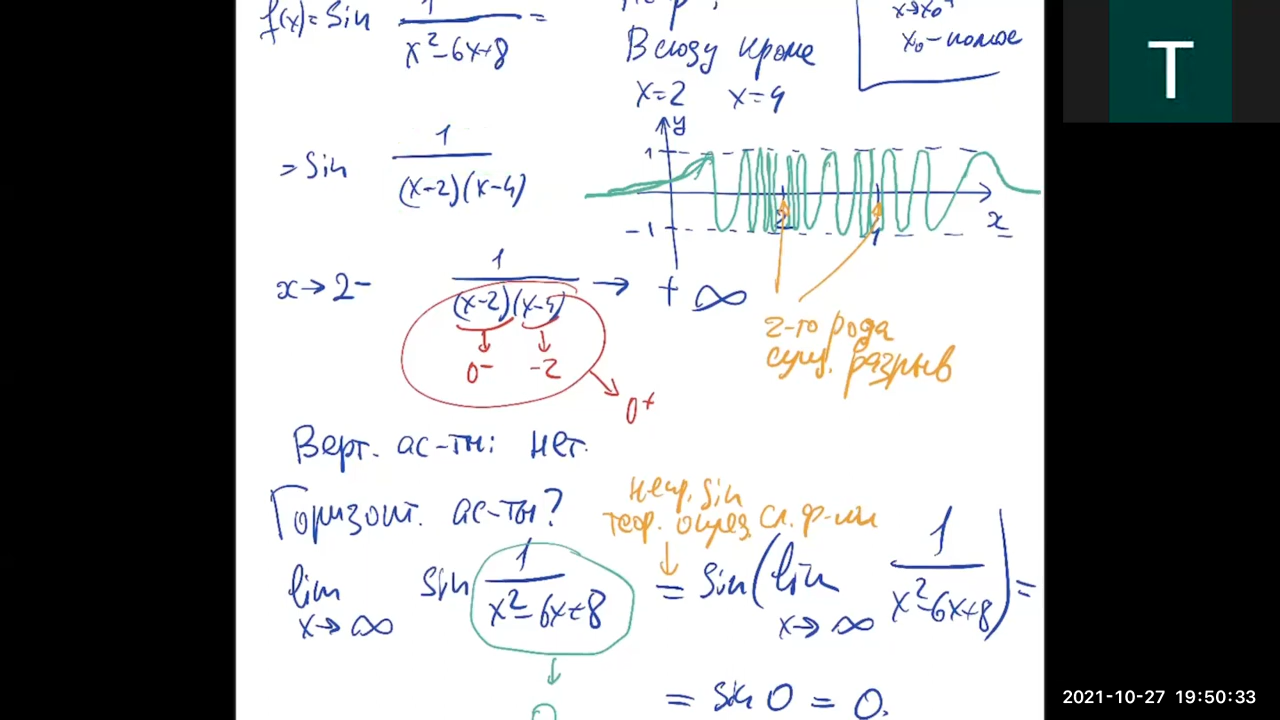 f(x) = sin 1/(x²-6x+8) =
Всюду кроме
x=2 x=4
x→x₀⁺
x₀-полюс
T
= sin 1/((x-2)(x-4))
y
1
-1
2
4
x
x→2- 1/((x-2)(x-4)) → +∞
0⁻ -2
0⁺
2-го рода
сущ. разрыв
Верт. ас-ты: нет.
Горизонт. ас-ты?
непр. sin
теор. о
сл. ф-ии
lim x→∞ sin 1/(x²-6x+8) = sin(lim x→∞ 1/(x²-6x+8)) =
0
= sin 0 = 0.
2021-10-27 19:50:33